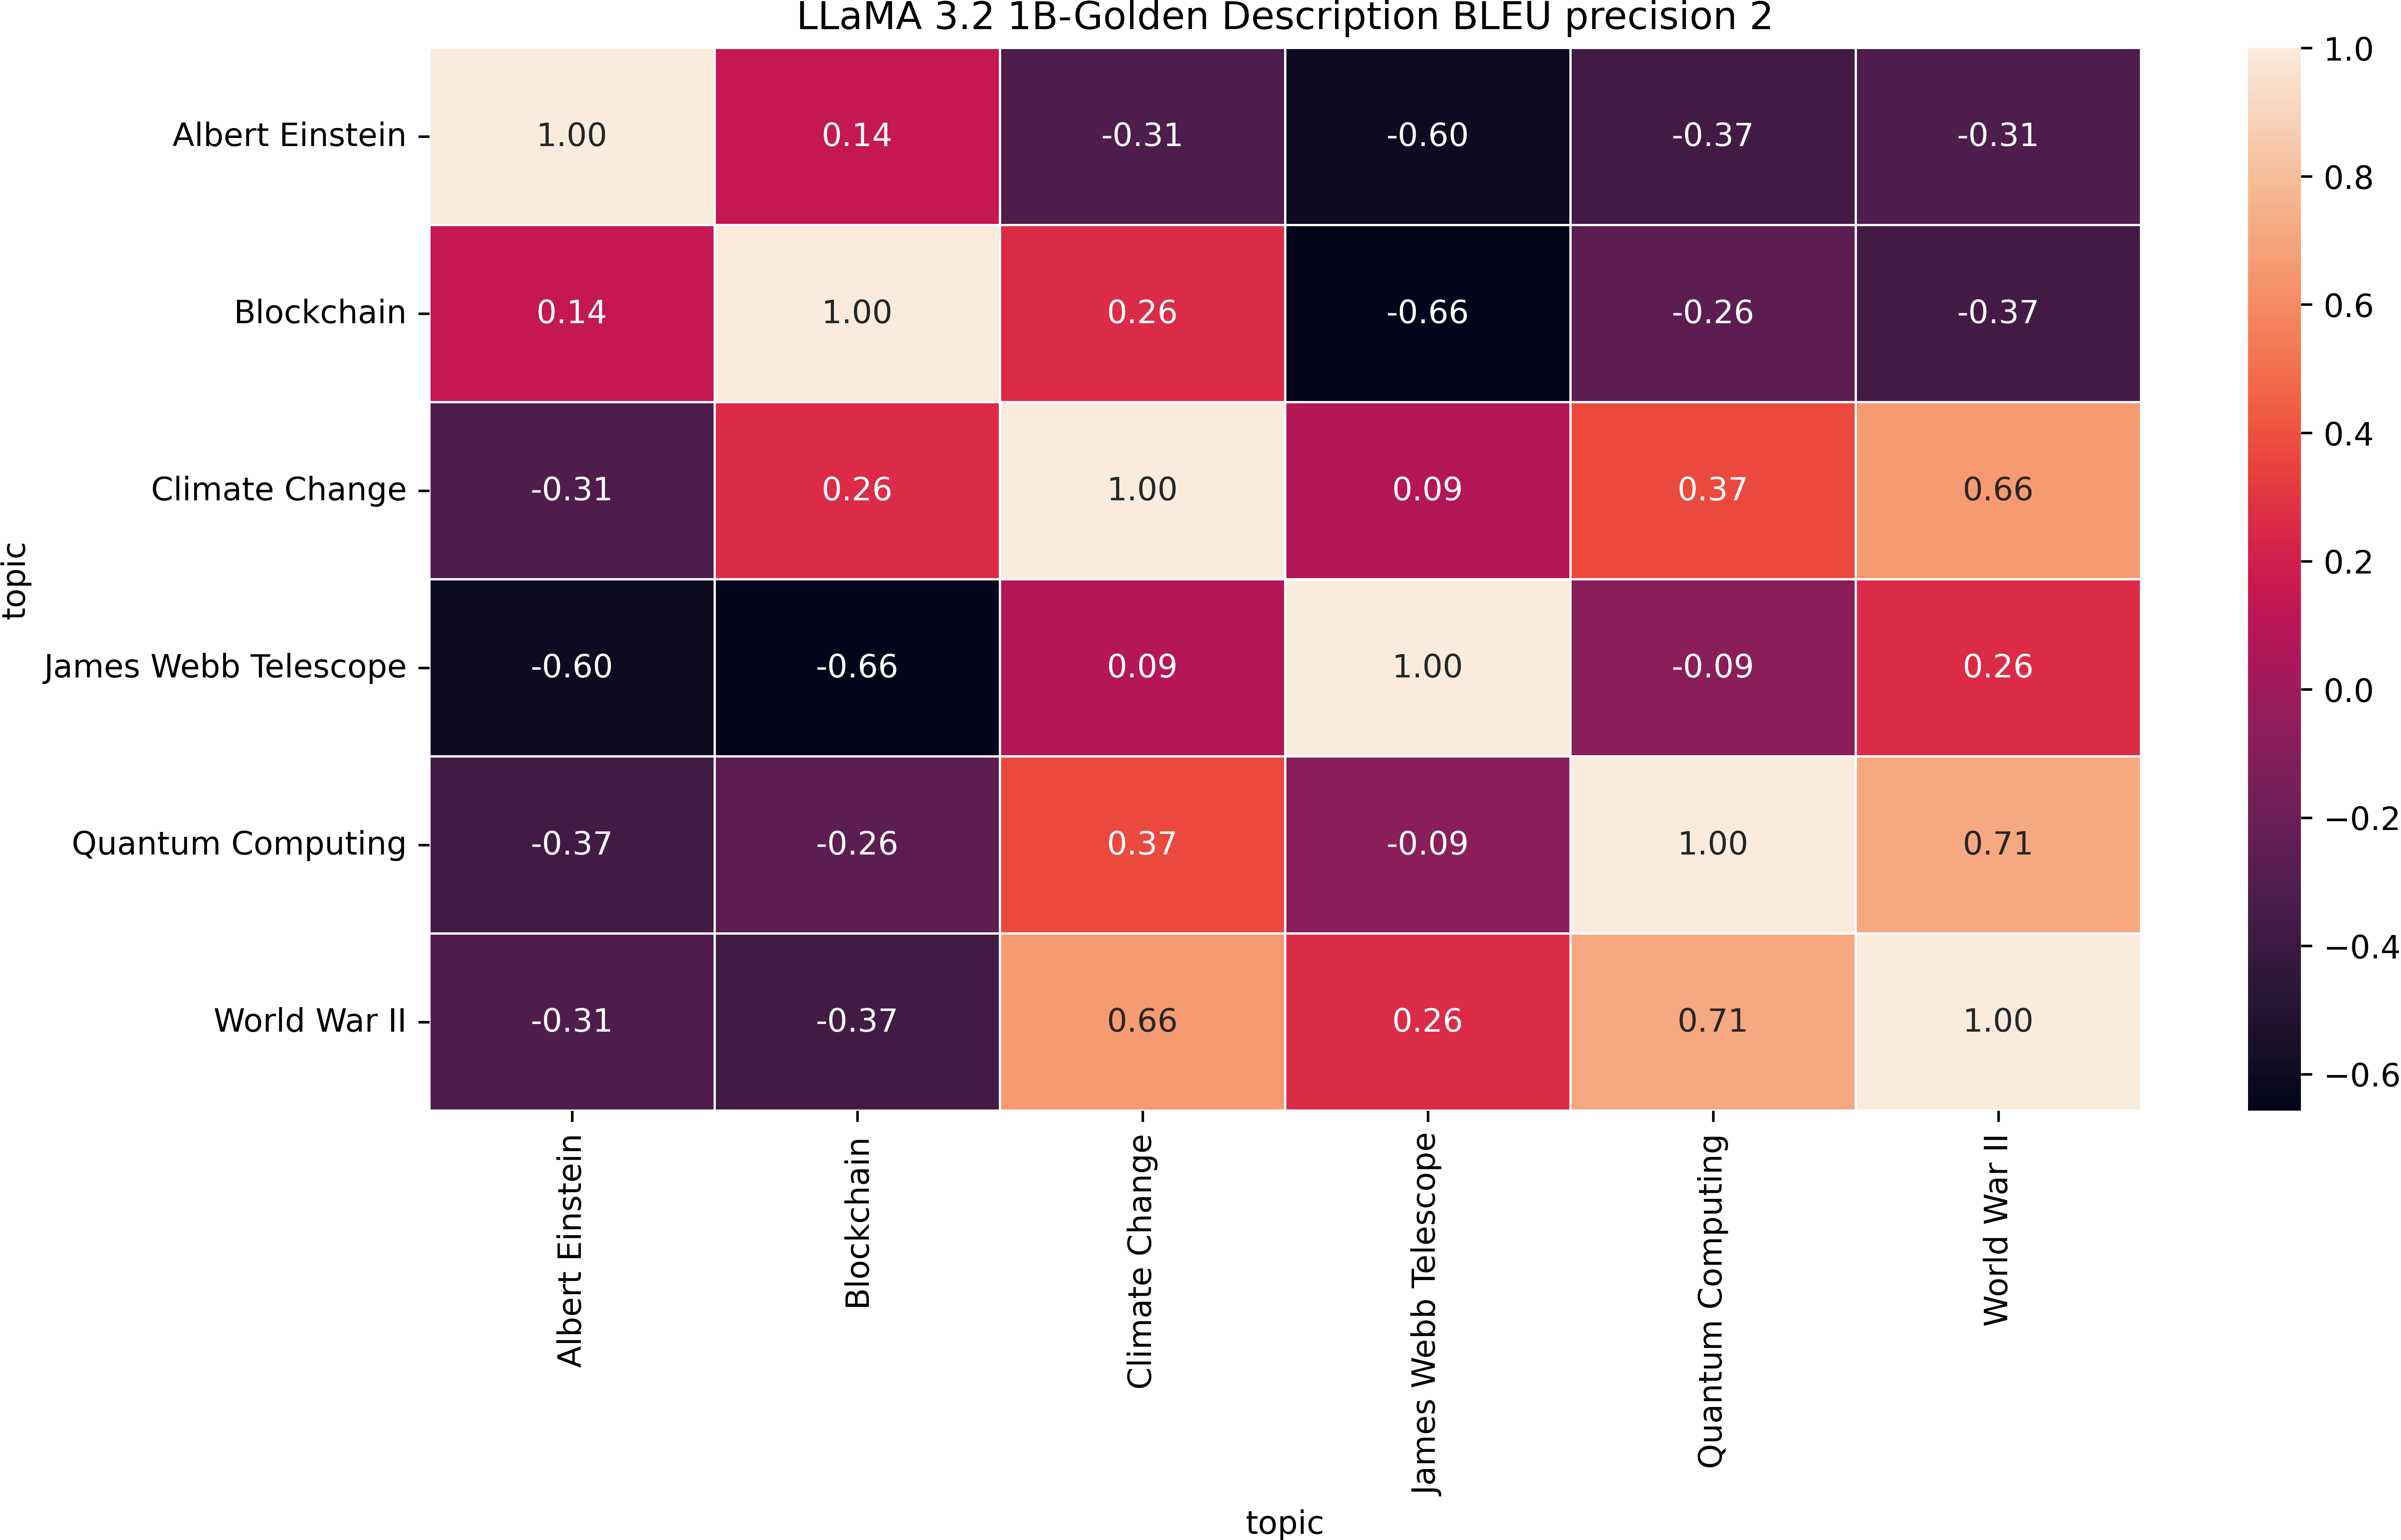 LLaMA 3.2 1B-Golden Description BLEU precision 2
topic
Albert Einstein 1.00 0.14 -0.31 -0.60 -0.37 -0.31
Blockchain 0.14 1.00 0.26 -0.66 -0.26 -0.37
Climate Change -0.31 0.26 1.00 0.09 0.37 0.66
James Webb Telescope -0.60 -0.66 0.09 1.00 -0.09 0.26
Quantum Computing -0.37 -0.26 0.37 -0.09 1.00 0.71
World War II -0.31 -0.37 0.66 0.26 0.71 1.00
Albert Einstein
Blockchain
Climate Change
James Webb Telescope
Quantum Computing
World War II
topic
1.0
0.8
0.6
0.4
0.2
0.0
−0.2
−0.4
−0.6